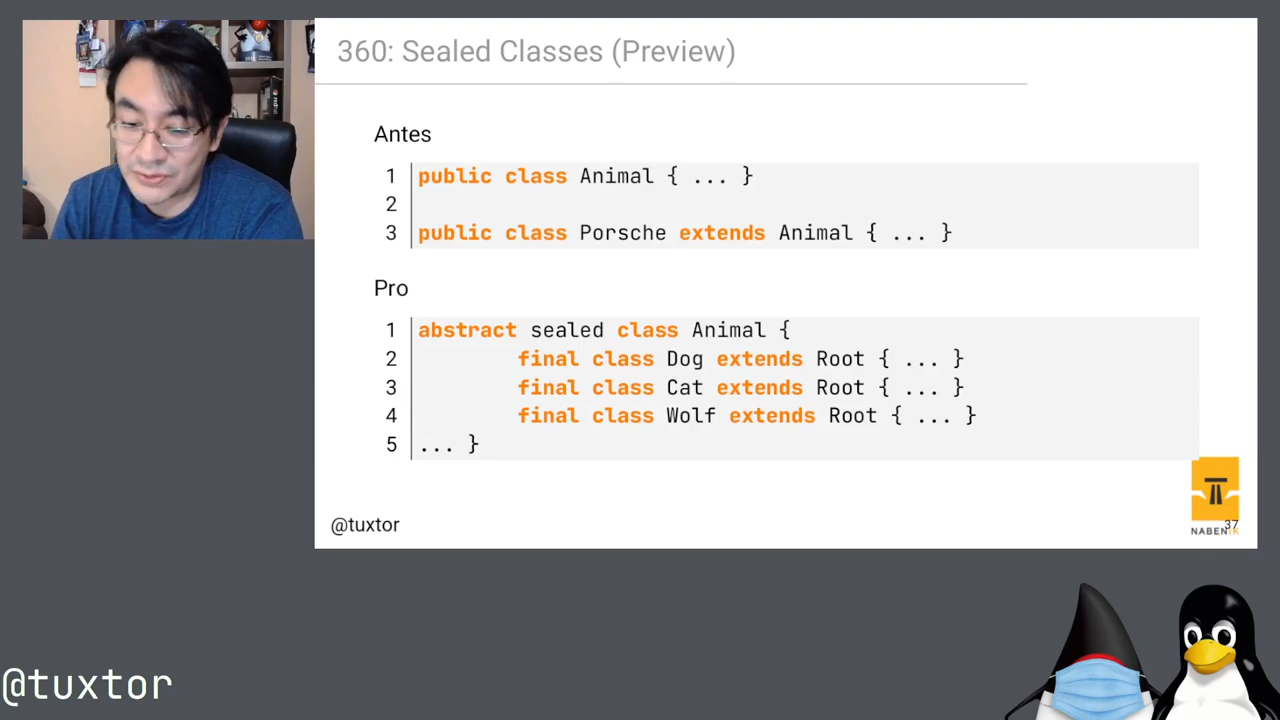 360: Sealed Classes (Preview)
Antes
1 public class Animal { ... }
2
3 public class Porsche extends Animal { ... }
Pro
1 abstract sealed class Animal {
2 final class Dog extends Root { ... }
3 final class Cat extends Root { ... }
4 final class Wolf extends Root { ... }
5 ... }
@tuxtor
37
NABENIK
@tuxtor